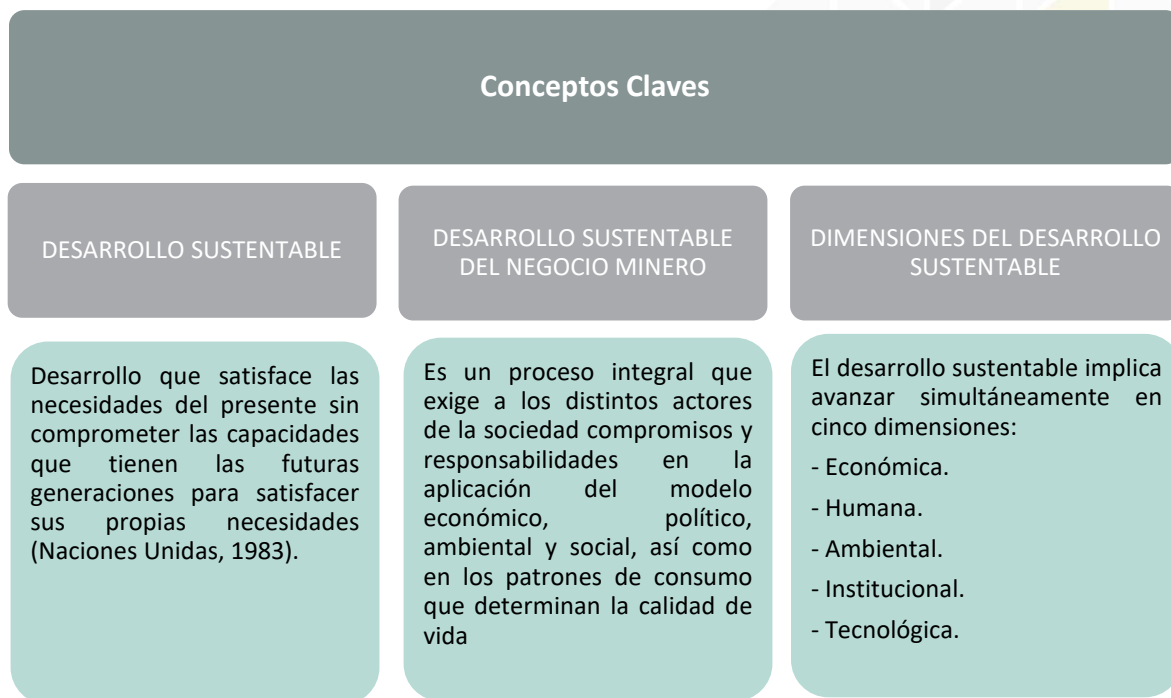 Conceptos Claves
DESARROLLO SUSTENTABLE
Desarrollo que satisface las
necesidades del presente sin
comprometer las capacidades
que tienen las futuras
generaciones para satisfacer
sus propias necesidades
(Naciones Unidas, 1983).
DESARROLLO SUSTENTABLE
DEL NEGOCIO MINERO
Es un proceso integral que
exige a los distintos actores
de la sociedad compromisos y
responsabilidades en la
aplicación del modelo
económico, político,
ambiental y social, así como
en los patrones de consumo
que determinan la calidad de
vida
DIMENSIONES DEL DESARROLLO
SUSTENTABLE
El desarrollo sustentable implica
avanzar simultáneamente en
cinco dimensiones:
- Económica.
- Humana.
- Ambiental.
- Institucional.
- Tecnológica.